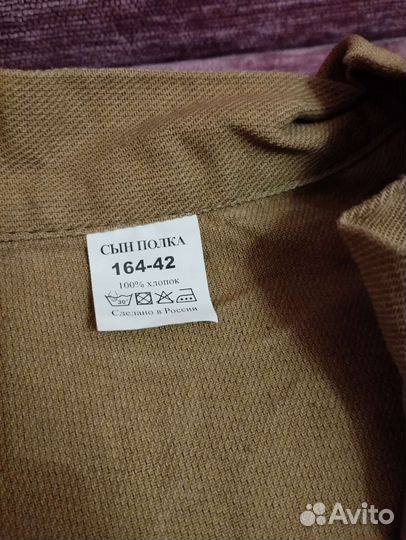 СЫН ПОЛКА
164-42
100% хлопок
30
Сделано в России
Avito